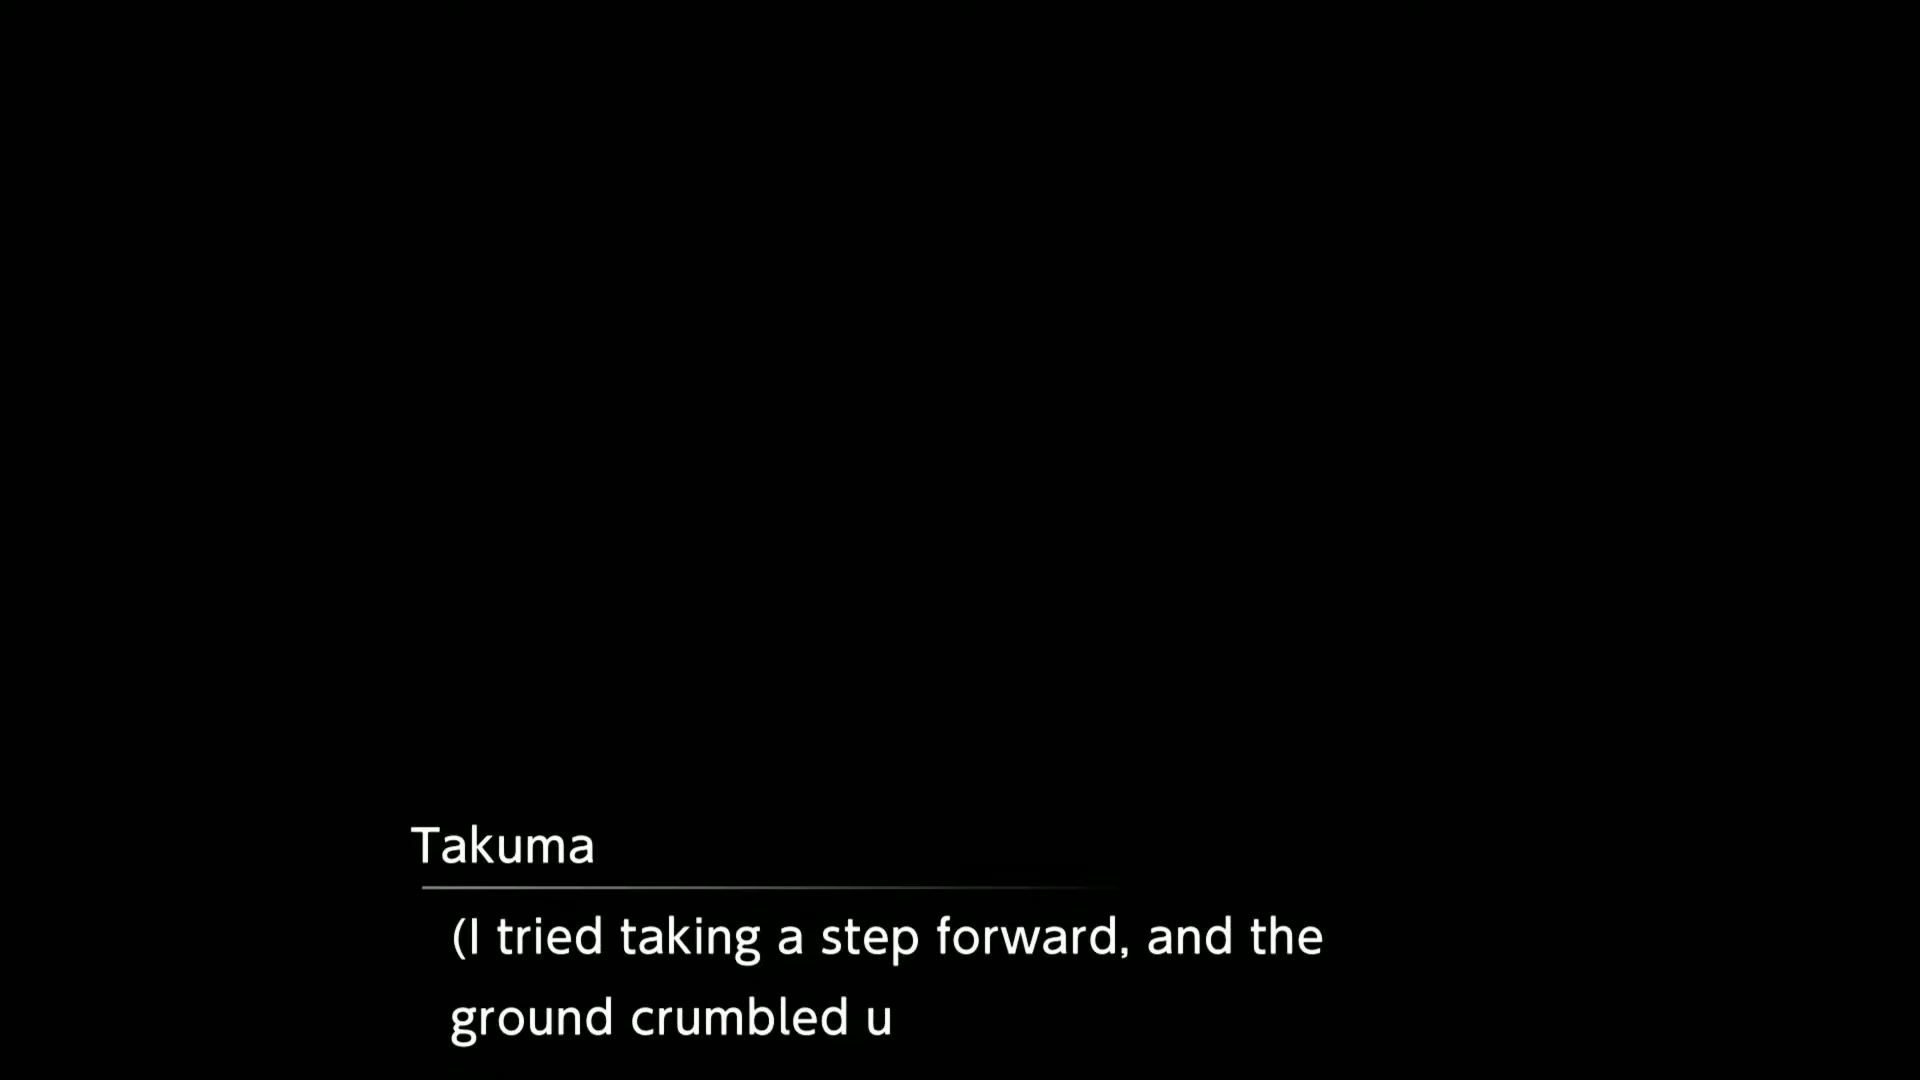 Takuma
(I tried taking a step forward, and the
ground crumbled u